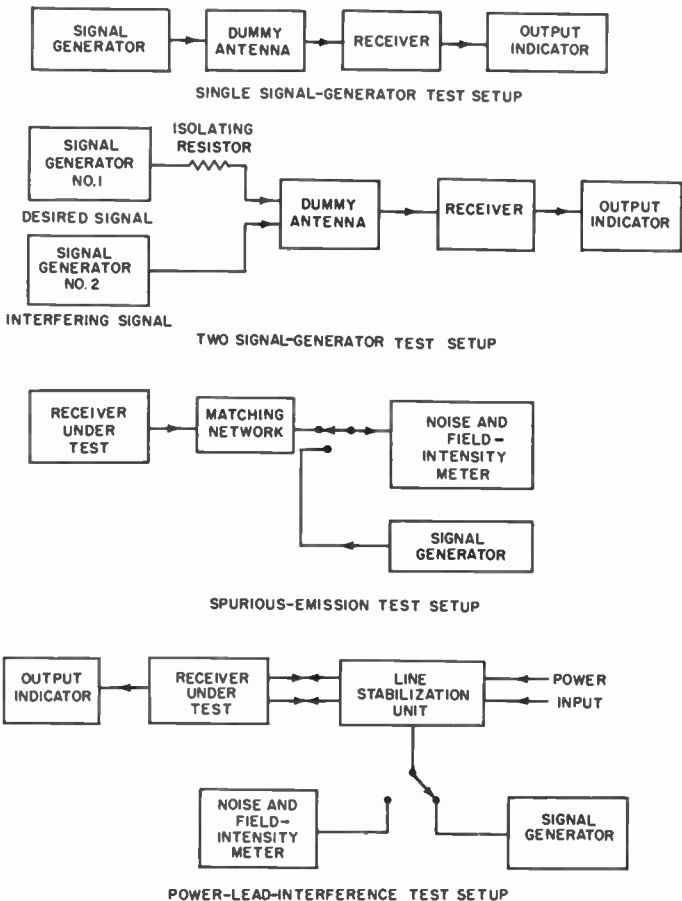 SIGNAL
GENERATOR
DUMMY
ANTENNA
RECEIVER
OUTPUT
INDICATOR
SINGLE SIGNAL-GENERATOR TEST SETUP
SIGNAL
GENERATOR
NO.1
ISOLATING
RESISTOR
DESIRED SIGNAL
DUMMY
ANTENNA
RECEIVER
OUTPUT
INDICATOR
SIGNAL
GENERATOR
NO. 2
INTERFERING SIGNAL
TWO SIGNAL-GENERATOR TEST SETUP
RECEIVER
UNDER
TEST
MATCHING
NETWORK
NOISE AND
FIELD-
INTENSITY
METER
SIGNAL
GENERATOR
SPURIOUS-EMISSION TEST SETUP
OUTPUT
INDICATOR
RECEIVER
UNDER
TEST
LINE
STABILIZATION
UNIT
POWER
INPUT
NOISE AND
FIELD-
INTENSITY
METER
SIGNAL
GENERATOR
POWER-LEAD-INTERFERENCE TEST SETUP